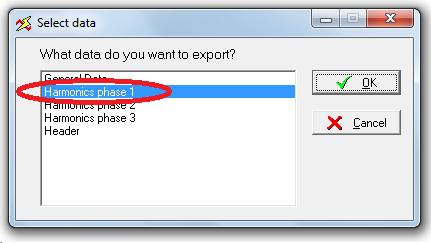 Select data
What data do you want to export?
General Data
Harmonics phase 1
Harmonics phase 2
Harmonics phase 3
Header
OK
Cancel